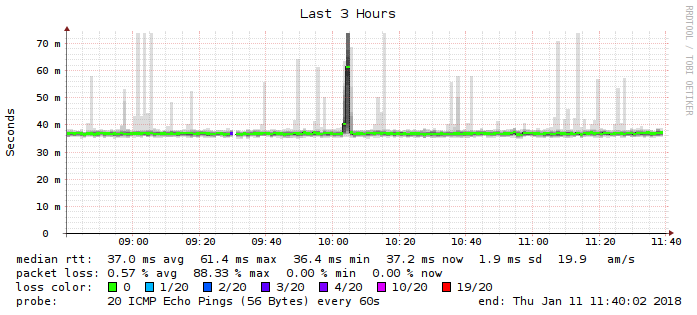 Last 3 Hours
RRDTOOL / TOBI OETIKER
70 m
60 m
50 m
40 m
30 m
20 m
10 m
0
Seconds
09:00 09:20 09:40 10:00 10:20 10:40 11:00 11:20 11:40
median rtt: 37.0 ms avg 61.4 ms max 36.4 ms min 37.2 ms now 1.9 ms sd 19.9 am/s
packet loss: 0.57 % avg 88.33 % max 0.00 % min 0.00 % now
loss color: 0 1/20 2/20 3/20 4/20 10/20 19/20
probe: 20 ICMP Echo Pings (56 Bytes) every 60s end: Thu Jan 11 11:40:02 2018